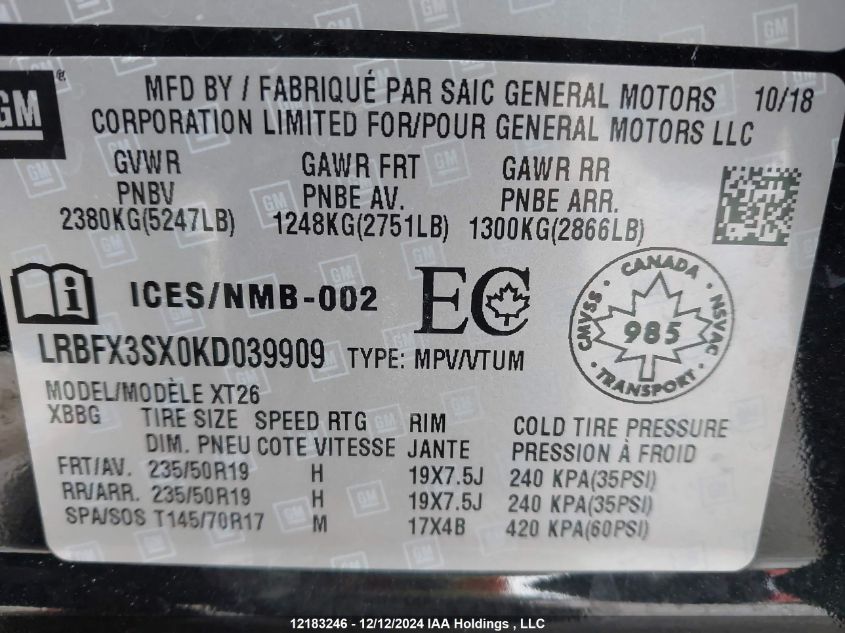 GM ®
MFD BY / FABRIQUÉ PAR SAIC GENERAL MOTORS 10/18
CORPORATION LIMITED FOR/POUR GENERAL MOTORS LLC
GVWR GAWR FRT GAWR RR
PNBV PNBE AV. PNBE ARR.
2380KG(5247LB) 1248KG(2751LB) 1300KG(2866LB)
ICES/NMB-002 EC
CANADA
CMVSS 985 NSVAC
TRANSPORT
LRBFX3SX0KD039909 TYPE: MPV/VTUM
MODEL/MODÈLE XT26
XBBG TIRE SIZE SPEED RTG RIM COLD TIRE PRESSURE
DIM. PNEU COTE VITESSE JANTE PRESSION À FROID
FRT/AV. 235/50R19 H 19X7.5J 240 KPA(35PSI)
RR/ARR. 235/50R19 H 19X7.5J 240 KPA(35PSI)
SPA/SOS T145/70R17 M 17X4B 420 KPA(60PSI)
12183246 - 12/12/2024 IAA Holdings , LLC